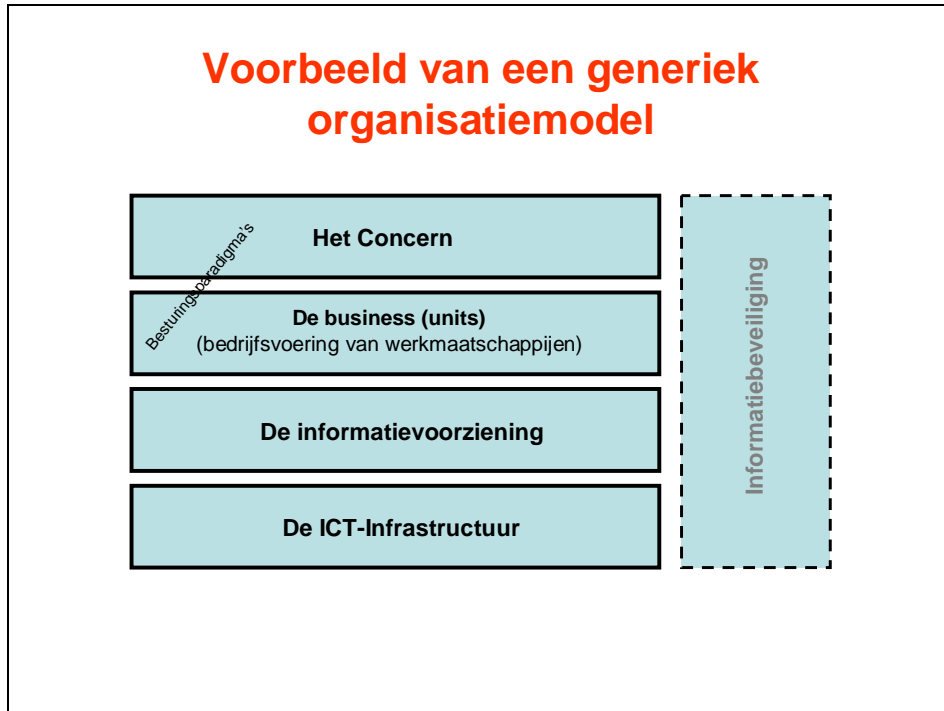 Voorbeeld van een generiek
organisatiemodel
Het Concern
Besturingsparadigma's
De business (units)
(bedrijfsvoering van werkmaatschappijen)
De informatievoorziening
De ICT-Infrastructuur
Informatiebeveiliging